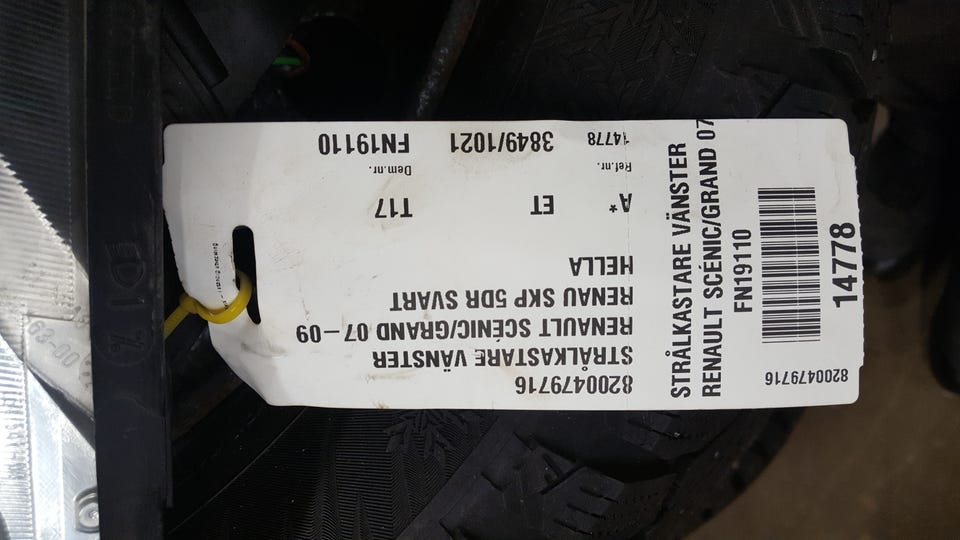 8200479716
STRÅLKASTARE VÄNSTER
RENAULT SCÉNIC/GRAND 07-09
RENAU SKP 5DR SVART
HELLA
A* ET T17
Ref.nr. Dem.nr.
14778 3849/1021 FN19110
STRÅLKASTARE VÄNSTER
RENAULT SCÉNIC/GRAND 07
FN19110
14778
8200479716